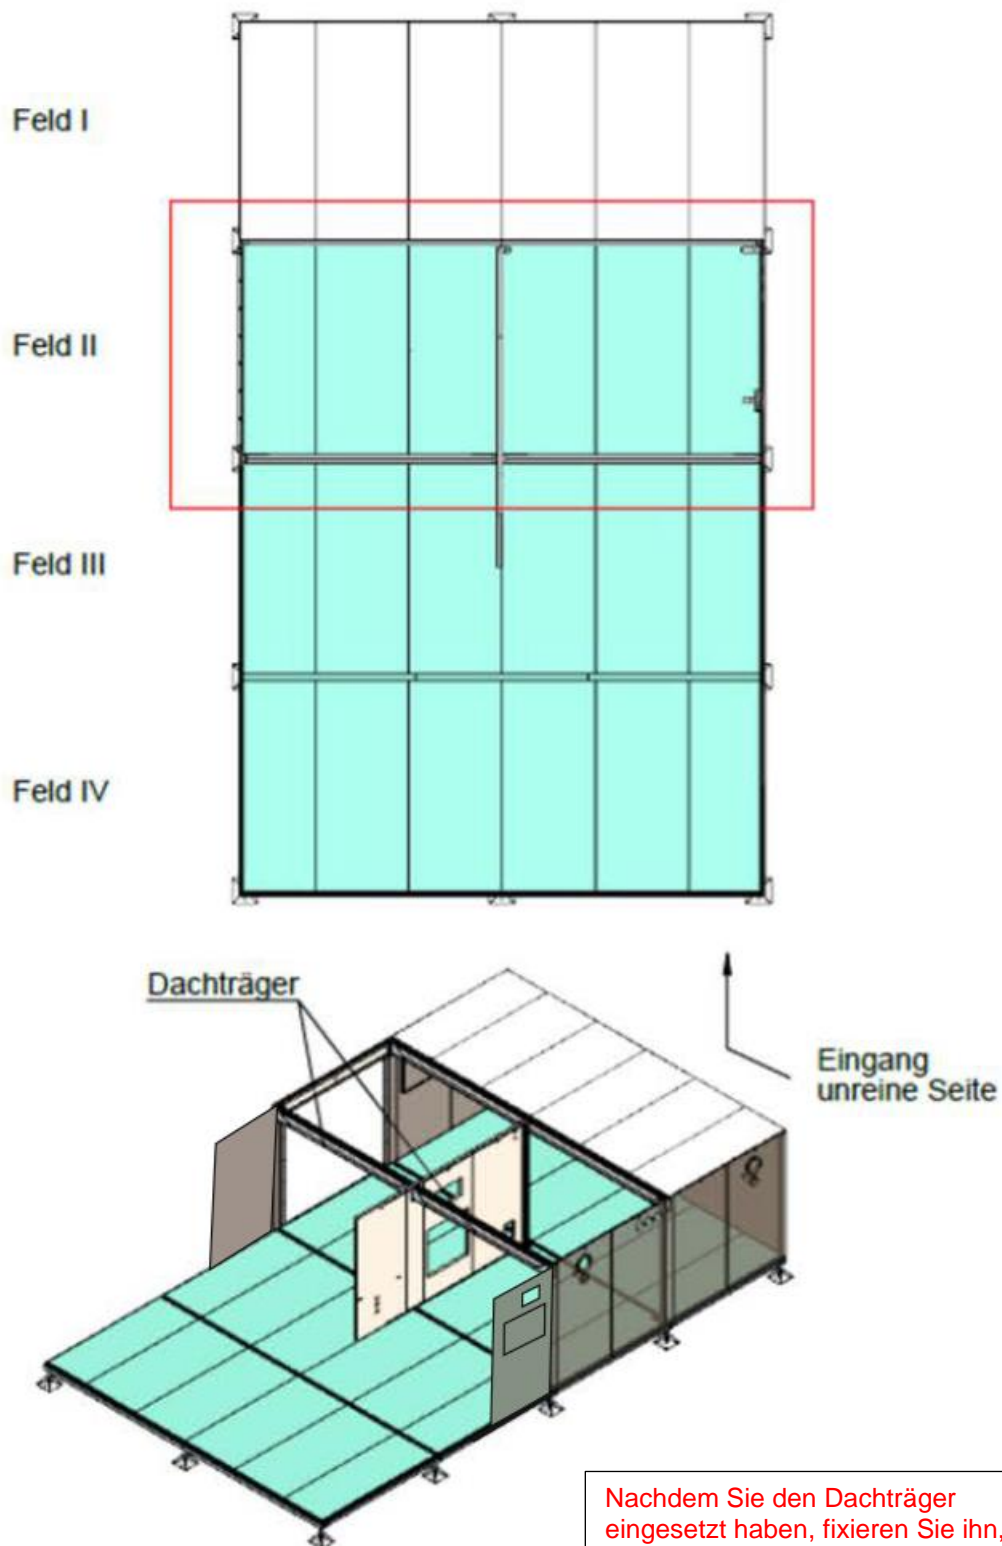 Feld I
Feld II
Feld III
Feld IV
Dachträger
Eingang
unreine Seite
Nachdem Sie den Dachträger
eingesetzt haben, fixieren Sie ihn,